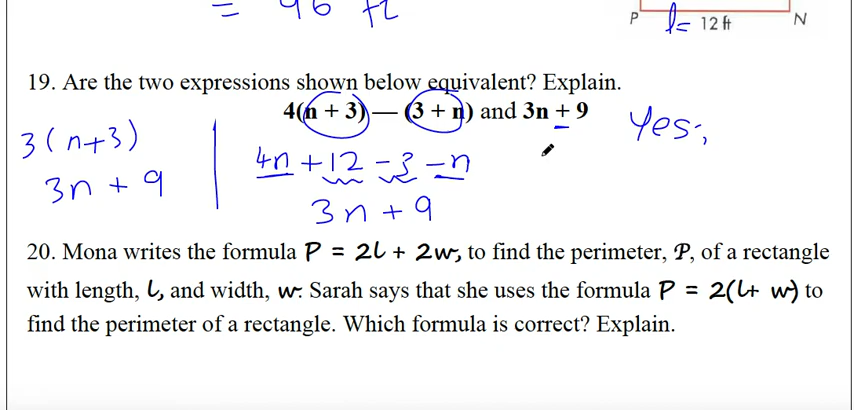 = 96 ft
P l= 12 ft N
19. Are the two expressions shown below equivalent? Explain.
4(n + 3) — (3 + n) and 3n + 9
Yes,
3(n+3)
3n + 9
4n + 12 - 3 - n
3n + 9
20. Mona writes the formula P = 2l + 2w, to find the perimeter, P, of a rectangle
with length, l, and width, w. Sarah says that she uses the formula P = 2(l+ w) to
find the perimeter of a rectangle. Which formula is correct? Explain.